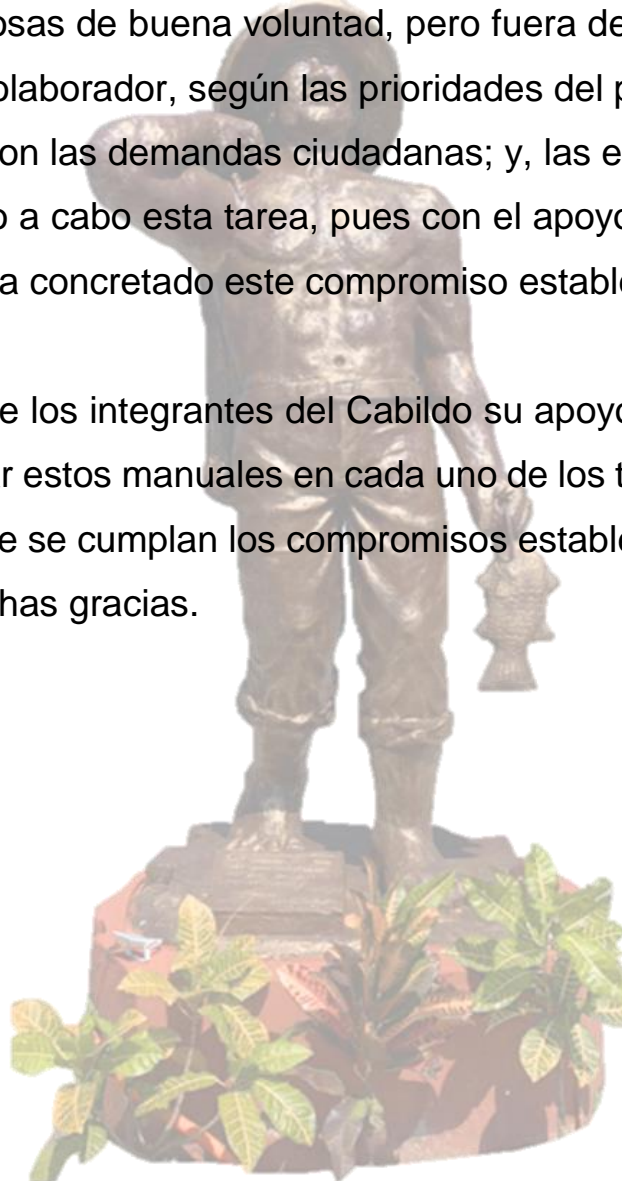 osas de buena voluntad, pero fuera de
olaborador, según las prioridades del p
on las demandas ciudadanas; y, las e
o a cabo esta tarea, pues con el apoyo
a concretado este compromiso establ
e los integrantes del Cabildo su apoyo
ar estos manuales en cada uno de los t
e se cumplan los compromisos estable
has gracias.